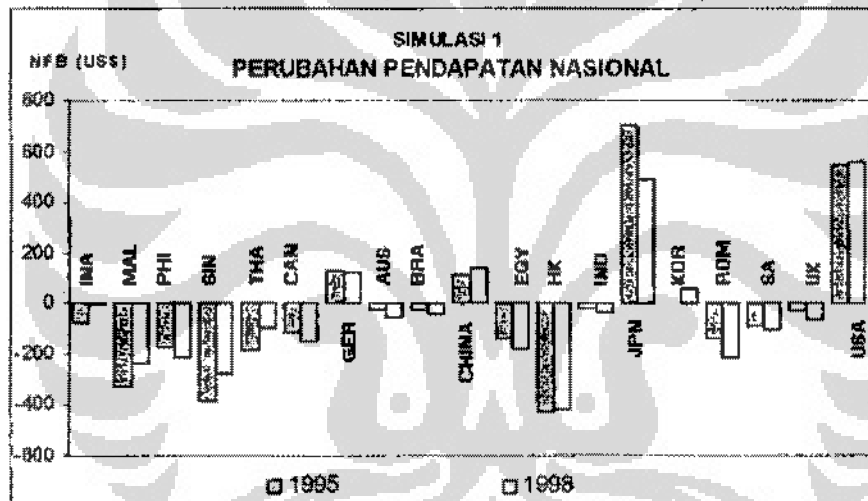 SIMULASI 1
NFB (US$)
PERUBAHAN PENDAPATAN NASIONAL
800
600
400
200
0
-200
-400
-600
INA
MAL
PHI
SIN
THA
CAN
GER
AUS
BRA
CHINA
EGY
HK
IND
JPN
KOR
ROM
SA
UK
USA
1995
1998